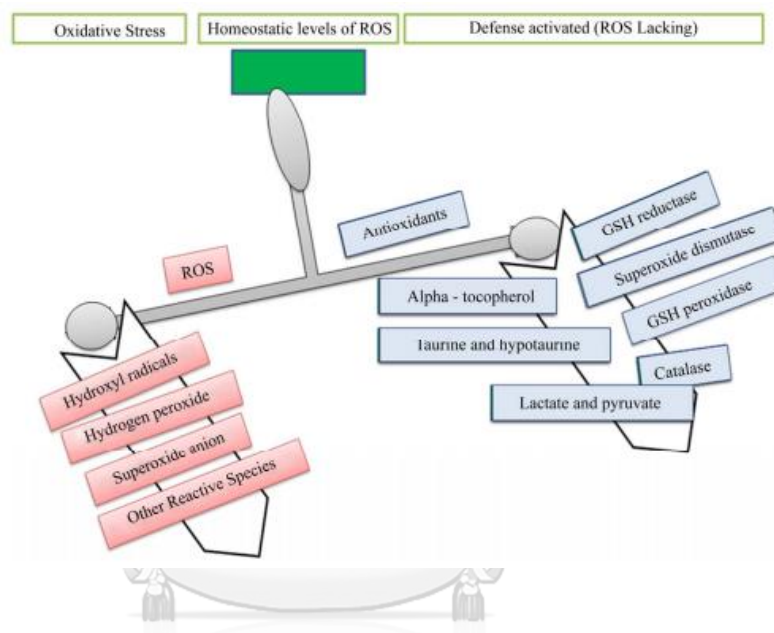 Oxidative Stress
Homeostatic levels of ROS
Defense activated (ROS Lacking)
Antioxidants
ROS
GSH reductase
Superoxide dismutase
GSH peroxidase
Catalase
Alpha - tocopherol
Taurine and hypotaurine
Lactate and pyruvate
Hydroxyl radicals
Hydrogen peroxide
Superoxide anion
Other Reactive Species